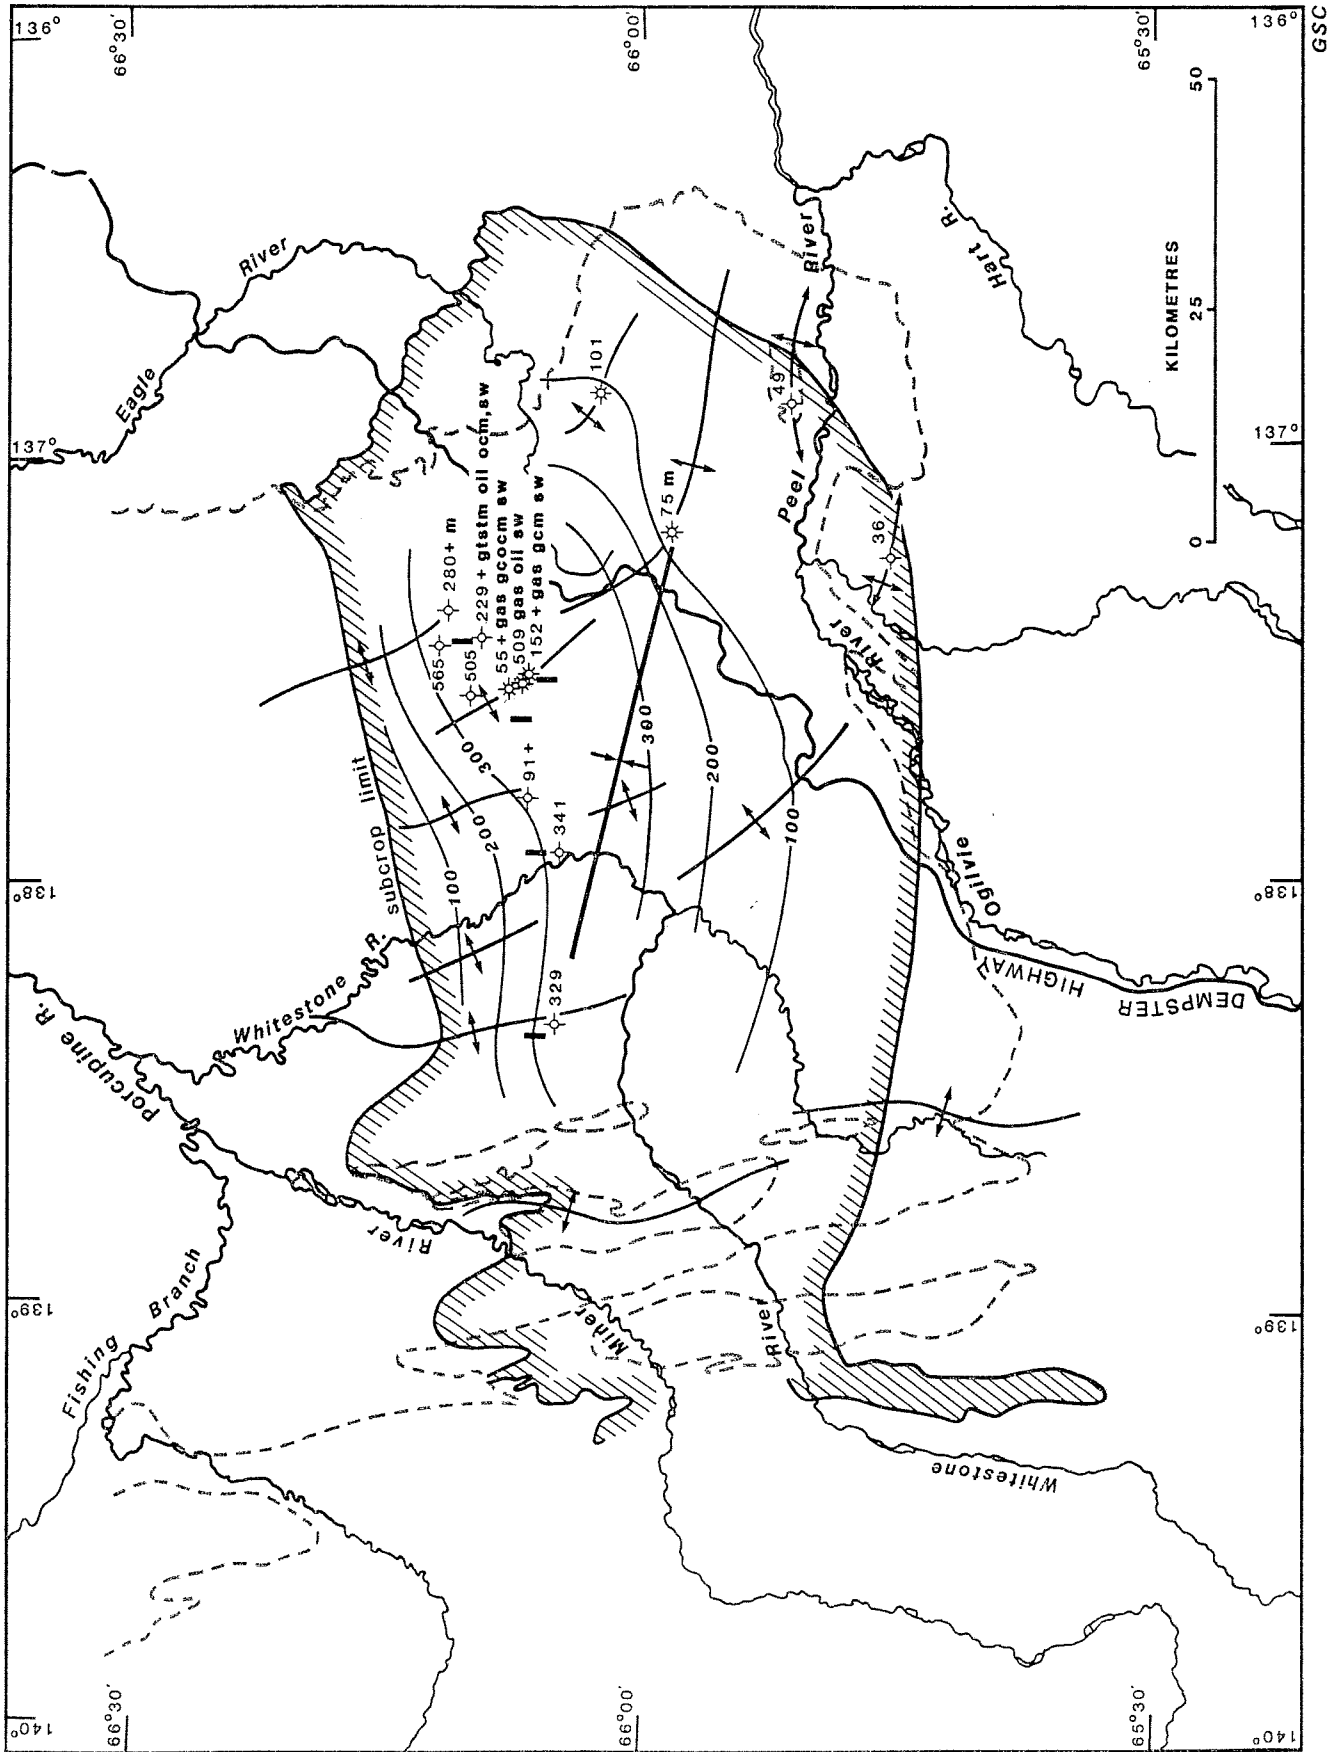 136°
66°30'
66°00'
65°30'
136°
GSC
50
25
0
KILOMETRES
Eagle
River
137°
137°
Peel
River
Hart R.
101
49
75 m
36
280+ m
565
229+ gtstm oil ocm,sw
505
55+ gas gcocm sw
509 gas oil sw
152+ gas gcm sw
91+
341
329
subcrop limit
100
200
300
300
200
100
River
Ogilvie
DEMPSTER
HIGHWAY
138°
138°
Whitestone R.
Porcupine R.
River
Miner
Fishing
Branch
River
Whitestone
139°
139°
140°
66°30'
66°00'
65°30'
140°